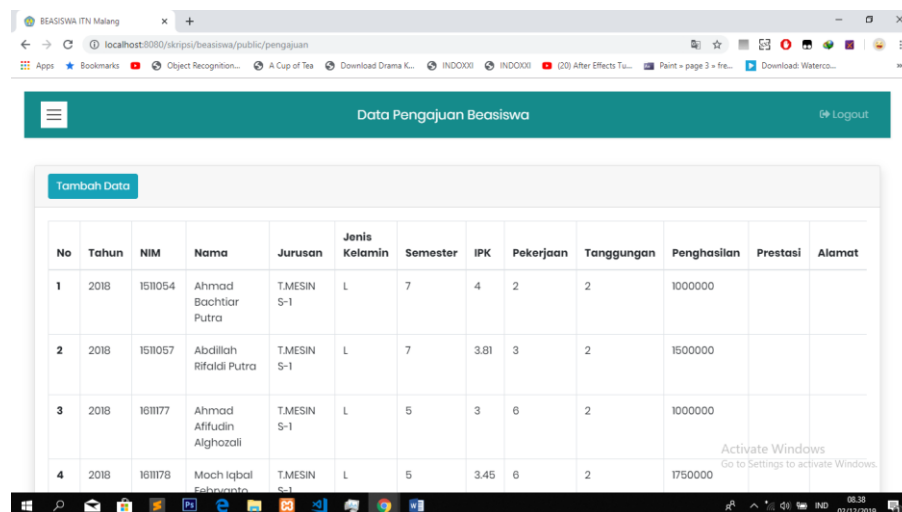 BEASISWA ITN Malang
localhost:8080/skripsi/beasiswa/public/pengajuan
Apps Bookmarks Object Recognition... A Cup of Tea Download Drama K... INDOXXI INDOXXI (20) After Effects Tu... Paint » page 3 » fre... Download: Waterco...
Data Pengajuan Beasiswa Logout
Tambah Data
No Tahun NIM Nama Jurusan Jenis Kelamin Semester IPK Pekerjaan Tanggungan Penghasilan Prestasi Alamat
1 2018 1511054 Ahmad T.MESIN L 7 4 2 2 1000000
Bachtiar S-1
Putra
2 2018 1511057 Abdillah T.MESIN L 7 3.81 3 2 1500000
Rifaldi Putra S-1
3 2018 1611177 Ahmad T.MESIN L 5 3 6 2 1000000
Afifudin S-1
Alghozali
4 2018 1611178 Moch Iqbal T.MESIN L 5 3.45 6 2 1750000
Febryanto S-1
Activate Windows
Go to Settings to activate Windows.
IND 08.38
02/12/2019